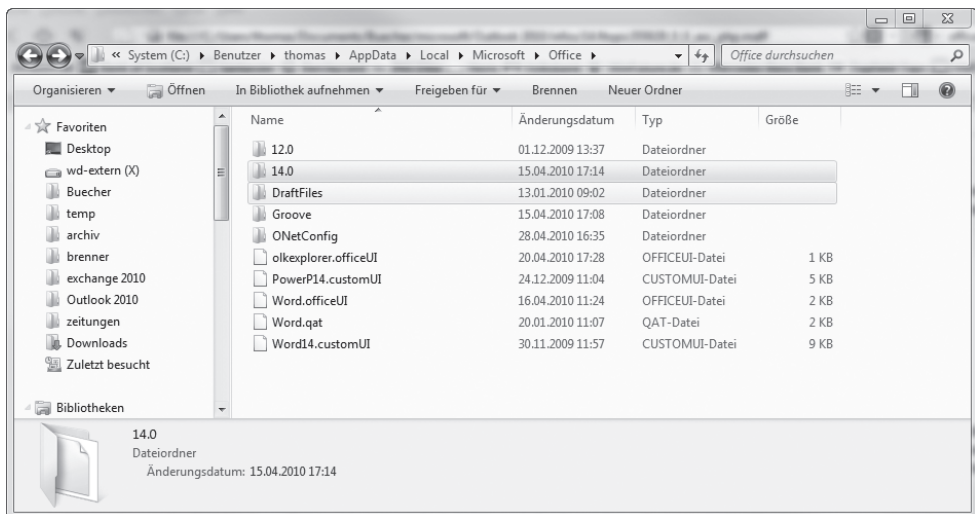 « System (C:) ▸ Benutzer ▸ thomas ▸ AppData ▸ Local ▸ Microsoft ▸ Office ▸ Office durchsuchen
Organisieren ▾ Öffnen In Bibliothek aufnehmen ▾ Freigeben für ▾ Brennen Neuer Ordner
Favoriten
Desktop
wd-extern (X)
Buecher
temp
archiv
brenner
exchange 2010
Outlook 2010
zeitungen
Downloads
Zuletzt besucht
Bibliotheken
Name Änderungsdatum Typ Größe
12.0 01.12.2009 13:37 Dateiordner
14.0 15.04.2010 17:14 Dateiordner
DraftFiles 13.01.2010 09:02 Dateiordner
Groove 15.04.2010 17:08 Dateiordner
ONetConfig 28.04.2010 16:35 Dateiordner
olkexplorer.officeUI 20.04.2010 17:28 OFFICEUI-Datei 1 KB
PowerP14.customUI 24.12.2009 11:04 CUSTOMUI-Datei 5 KB
Word.officeUI 16.04.2010 11:24 OFFICEUI-Datei 2 KB
Word.qat 20.01.2010 11:07 QAT-Datei 2 KB
Word14.customUI 30.11.2009 11:57 CUSTOMUI-Datei 9 KB
14.0
Dateiordner
Änderungsdatum: 15.04.2010 17:14